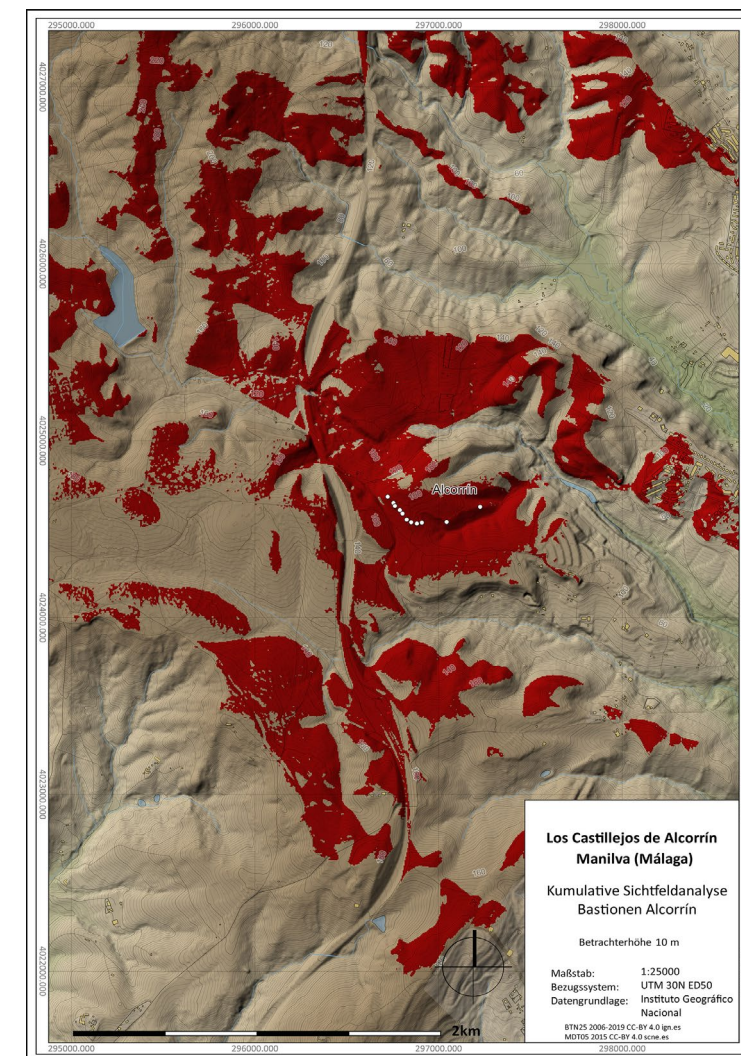 295000.000 296000.000 297000.000 298000.000
4027000.000
4026000.000
4025000.000
4024000.000
4023000.000
4022000.000
Alcorrín
Los Castillejos de Alcorrín
Manilva (Málaga)
Kumulative Sichtfeldanalyse
Bastionen Alcorrín
Betrachterhöhe 10 m
Maßstab: 1:25000
Bezugssystem: UTM 30N ED50
Datengrundlage: Instituto Geográfico
Nacional
BTN25 2006-2019 CC-BY 4.0 ign.es
MDT05 2015 CC-BY 4.0 scne.es
2km
295000.000 296000.000 297000.000 298000.000